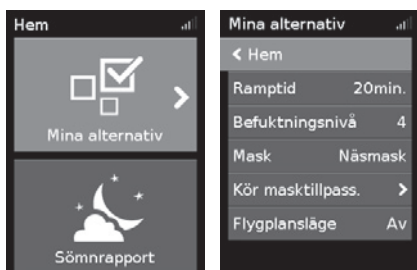 Hem
Mina alternativ
Sömnrapport
Mina alternativ
Hem
Ramptid 20min.
Befuktningsnivå 4
Mask Näsmask
Kör masktillpass.
Flygplansläge Av